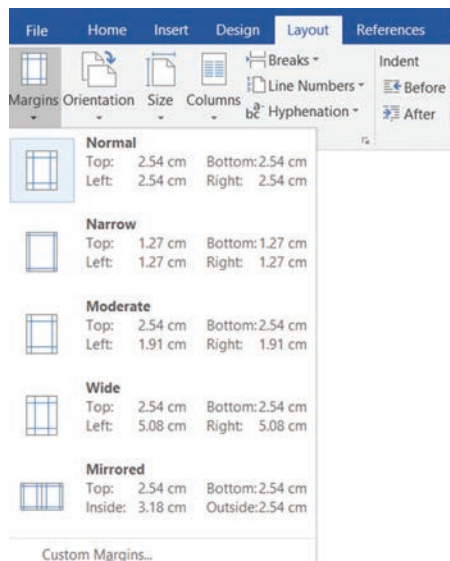 File Home Insert Design Layout References
Breaks Indent
Line Numbers Before
Margins Orientation Size Columns Hyphenation After
Normal
Top: 2.54 cm Bottom: 2.54 cm
Left: 2.54 cm Right: 2.54 cm
Narrow
Top: 1.27 cm Bottom: 1.27 cm
Left: 1.27 cm Right: 1.27 cm
Moderate
Top: 2.54 cm Bottom: 2.54 cm
Left: 1.91 cm Right: 1.91 cm
Wide
Top: 2.54 cm Bottom: 2.54 cm
Left: 5.08 cm Right: 5.08 cm
Mirrored
Top: 2.54 cm Bottom: 2.54 cm
Inside: 3.18 cm Outside: 2.54 cm
Custom Margins...